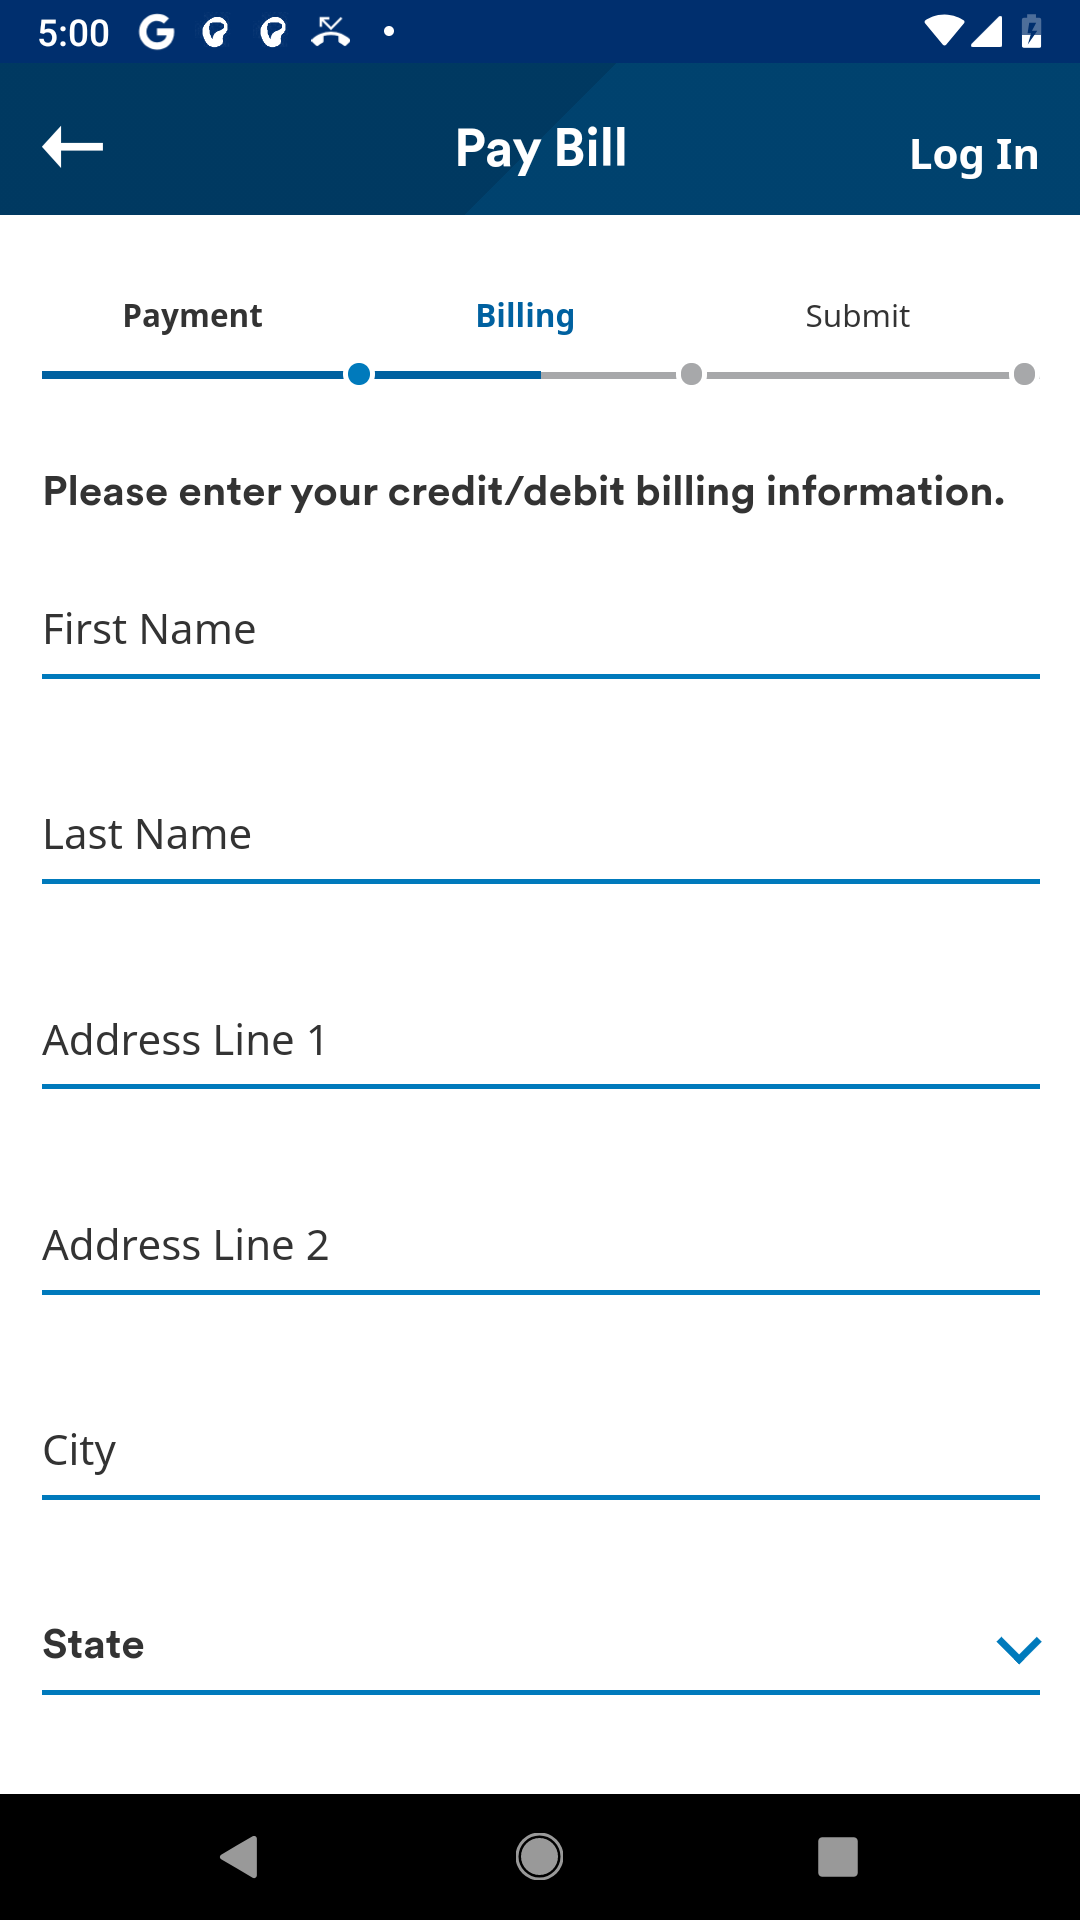 5:00
Pay Bill
Log In
Payment Billing Submit
Please enter your credit/debit billing information.
First Name
Last Name
Address Line 1
Address Line 2
City
State